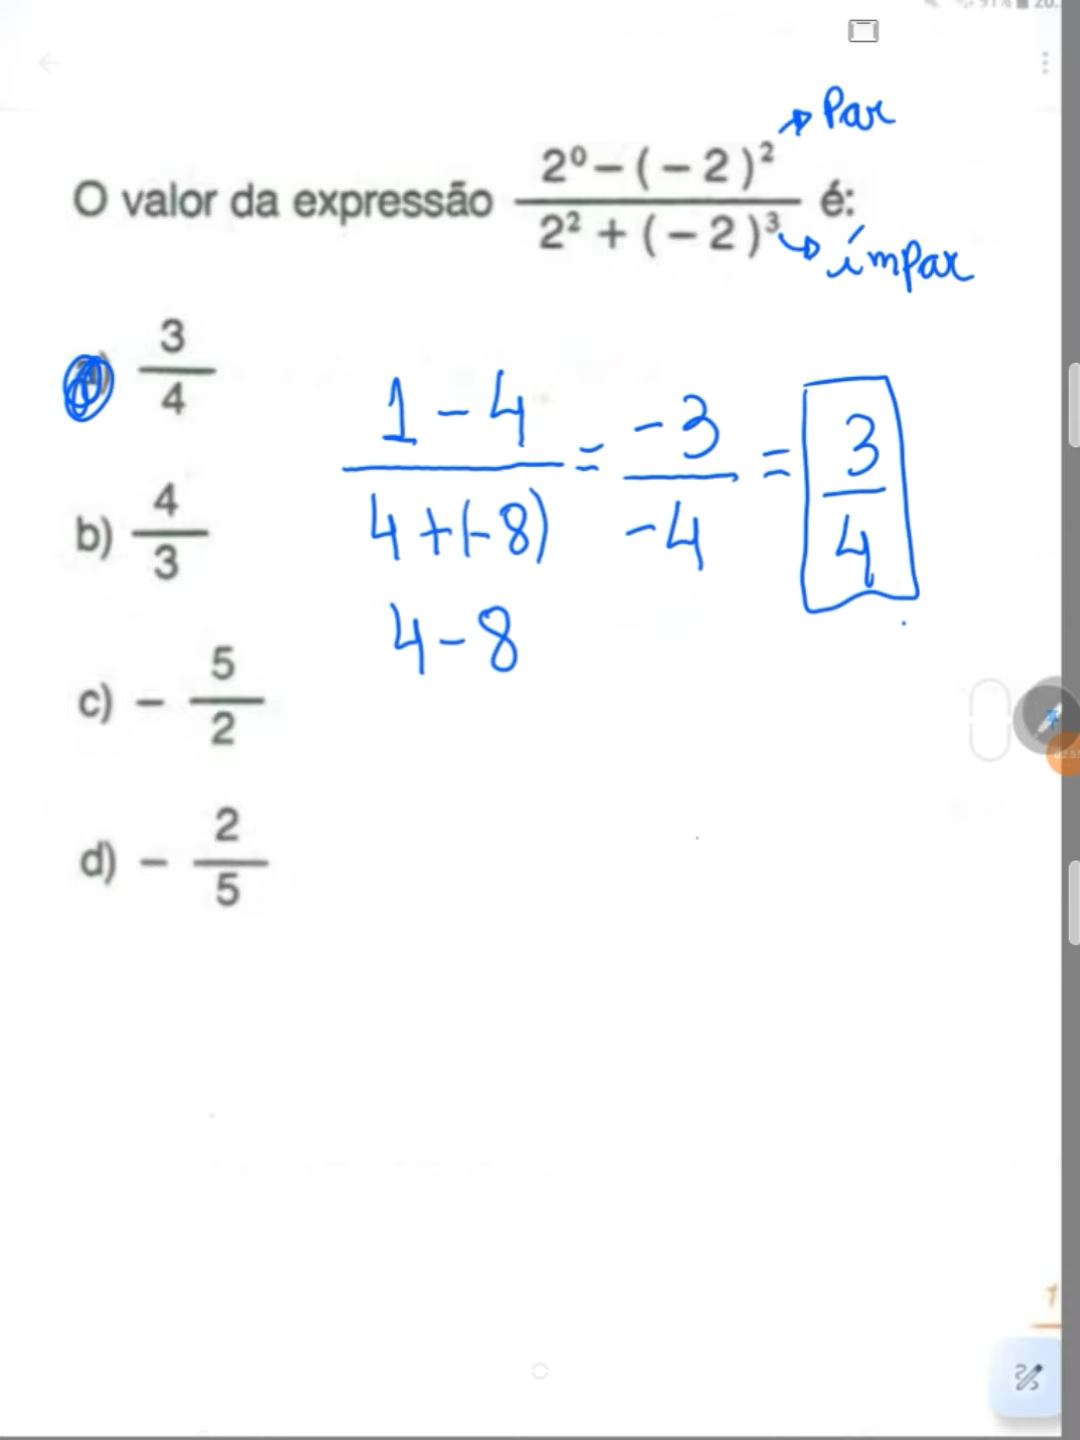 → Par
O valor da expressão (2⁰ – ( – 2 )²) / (2² + ( – 2 )³) é:
→ ímpar
a) 3/4
(1 - 4) / (4 + (-8)) = -3/-4 = 3/4
4 - 8
b) 4/3
c) – 5/2
d) – 2/5